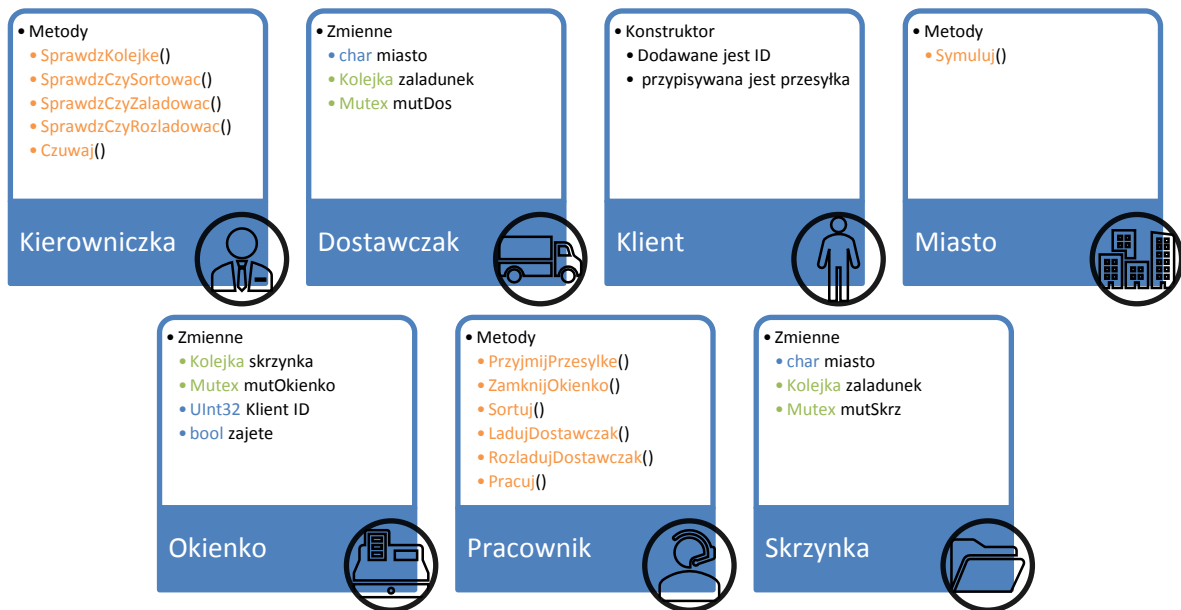 • Metody
• SprawdzKolejke()
• SprawdzCzySortowac()
• SprawdzCzyZaladowac()
• SprawdzCzyRozladowac()
• Czuwaj()
Kierowniczka
• Zmienne
• char miasto
• Kolejka zaladunek
• Mutex mutDos
Dostawczak
• Konstruktor
• Dodawane jest ID
• przypisywana jest przesyłka
Klient
• Metody
• Symuluj()
Miasto
• Zmienne
• Kolejka skrzynka
• Mutex mutOkienko
• UInt32 Klient ID
• bool zajete
Okienko
• Metody
• PrzyjmijPrzesylke()
• ZamknijOkienko()
• Sortuj()
• LadujDostawczak()
• RozladujDostawczak()
• Pracuj()
Pracownik
• Zmienne
• char miasto
• Kolejka zaladunek
• Mutex mutSkrz
Skrzynka